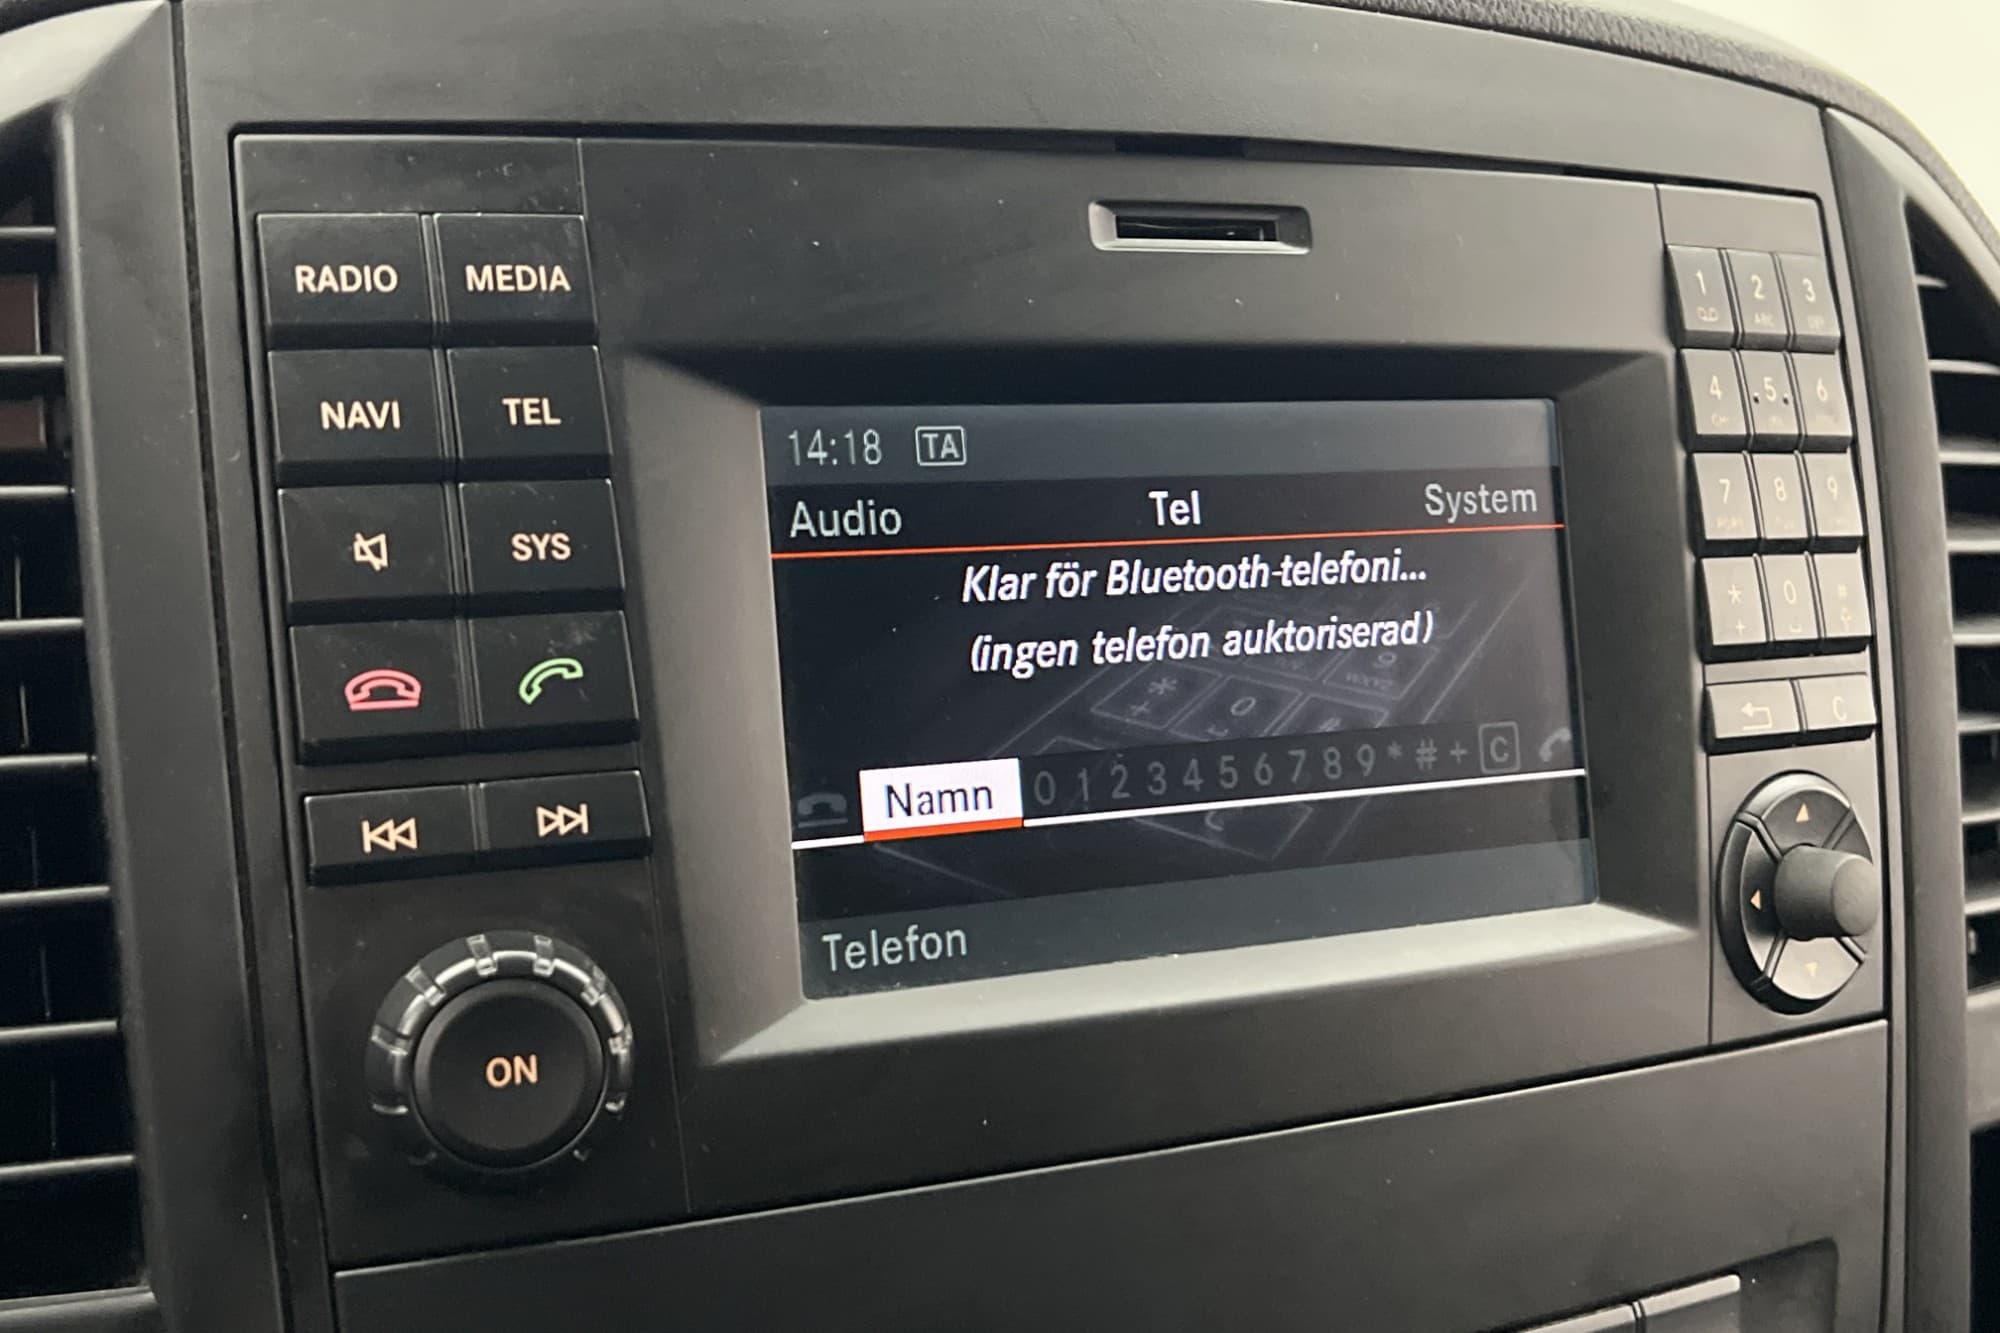 RADIO MEDIA
NAVI TEL
SYS
ON
14:18 TA
Audio Tel System
Klar för Bluetooth-telefoni...
(ingen telefon auktoriserad)
Namn 0 1 2 3 4 5 6 7 8 9 * # + C
Telefon
1 2 3
ABC
4 5 6
7 8 9
* 0 #
+
C